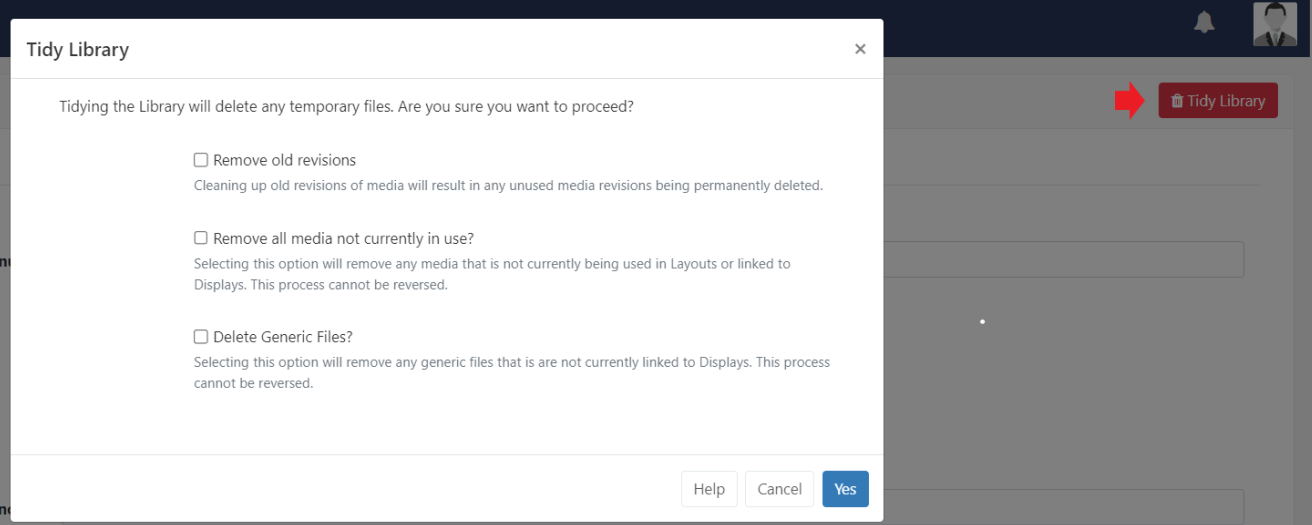 Tidy Library
×
Tidy Library
Tidying the Library will delete any temporary files. Are you sure you want to proceed?
Remove old revisions
Cleaning up old revisions of media will result in any unused media revisions being permanently deleted.
Remove all media not currently in use?
Selecting this option will remove any media that is not currently being used in Layouts or linked to
Displays. This process cannot be reversed.
Delete Generic Files?
Selecting this option will remove any generic files that is are not currently linked to Displays. This process
cannot be reversed.
Help
Cancel
Yes